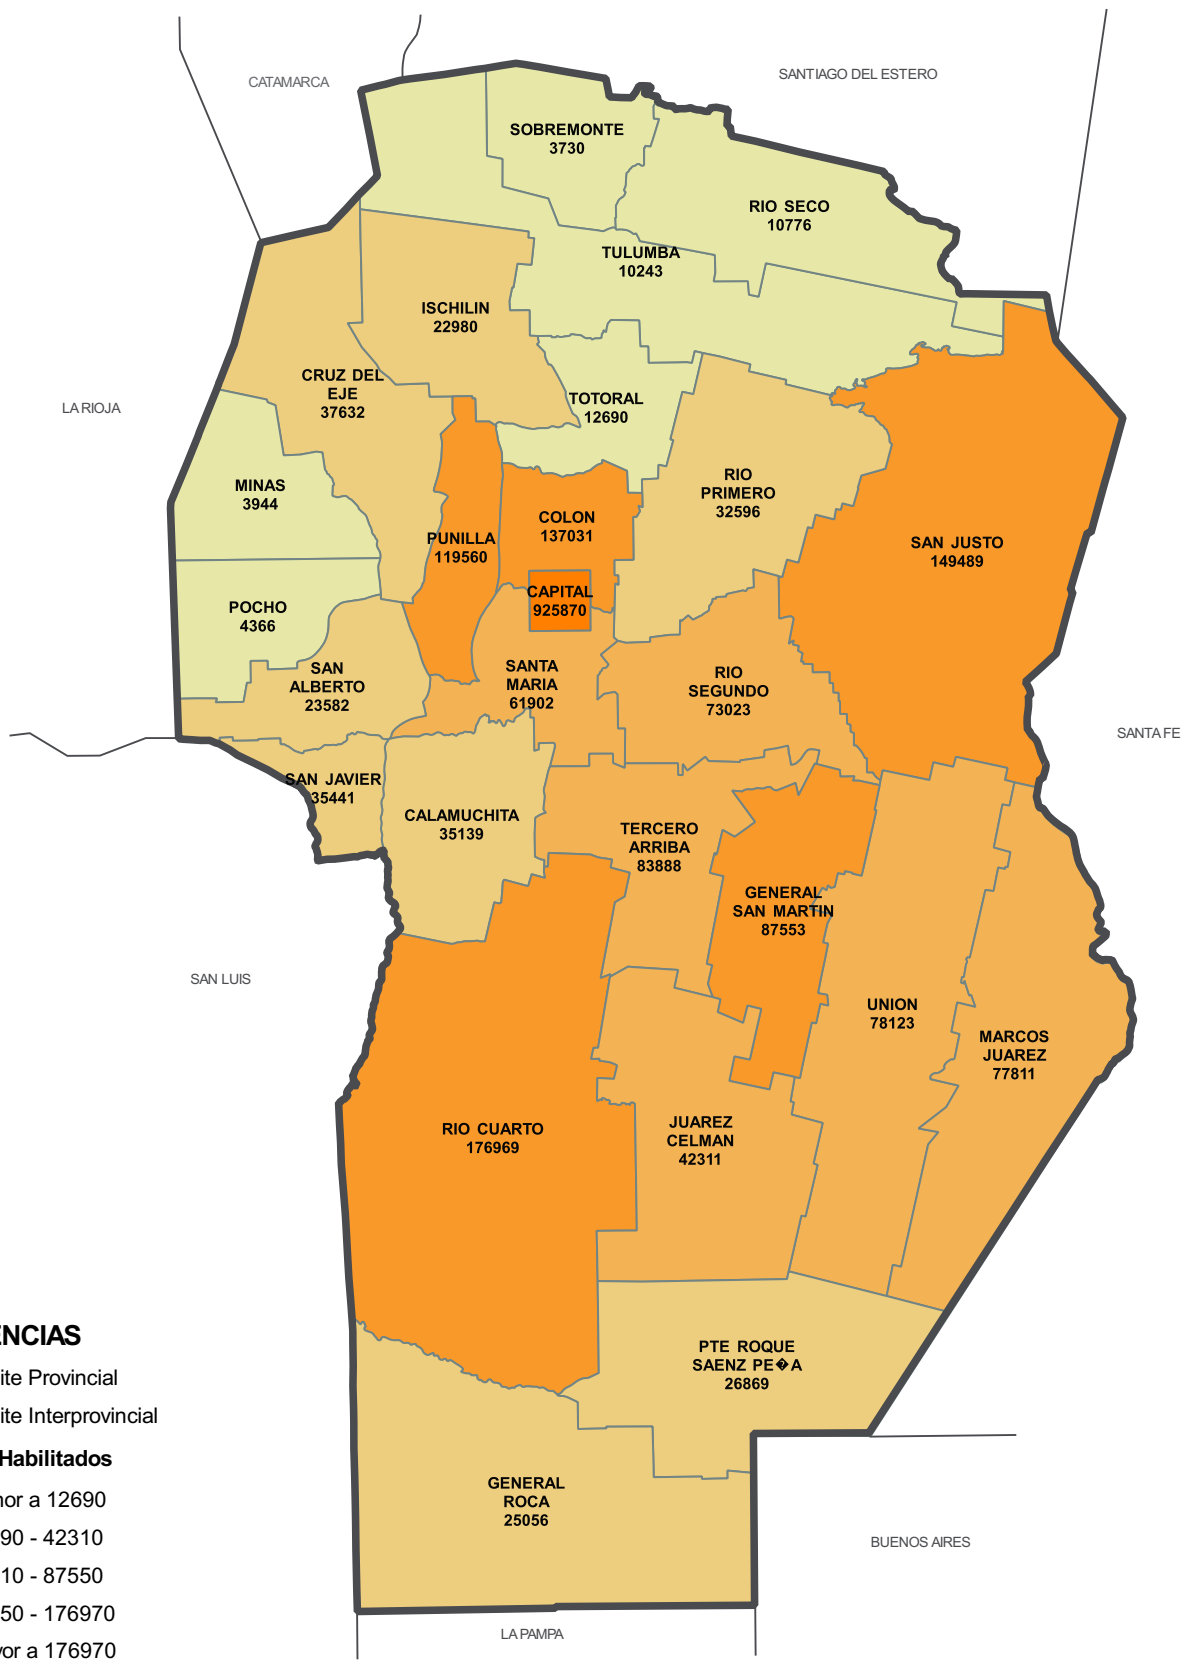 CATAMARCA
SANTIAGO DEL ESTERO
SOBREMONTE
3730
RIO SECO
10776
TULUMBA
10243
ISCHILIN
22980
CRUZ DEL
EJE
37632
TOTORAL
12690
LA RIOJA
MINAS
3944
RIO
PRIMERO
32596
COLON
137031
PUNILLA
119560
SAN JUSTO
149489
CAPITAL
925870
POCHO
4366
SAN
ALBERTO
23582
SANTA
MARIA
61902
RIO
SEGUNDO
73023
SANTA FE
SAN JAVIER
35441
CALAMUCHITA
35139
TERCERO
ARRIBA
83888
GENERAL
SAN MARTIN
87553
SAN LUIS
UNION
78123
MARCOS
JUAREZ
77811
RIO CUARTO
176969
JUAREZ
CELMAN
42311
PTE ROQUE
SAENZ PE�A
26869
GENERAL
ROCA
25056
BUENOS AIRES
LA PAMPA
ENCIAS
ite Provincial
ite Interprovincial
Habilitados
nor a 12690
90 - 42310
10 - 87550
50 - 176970
yor a 176970